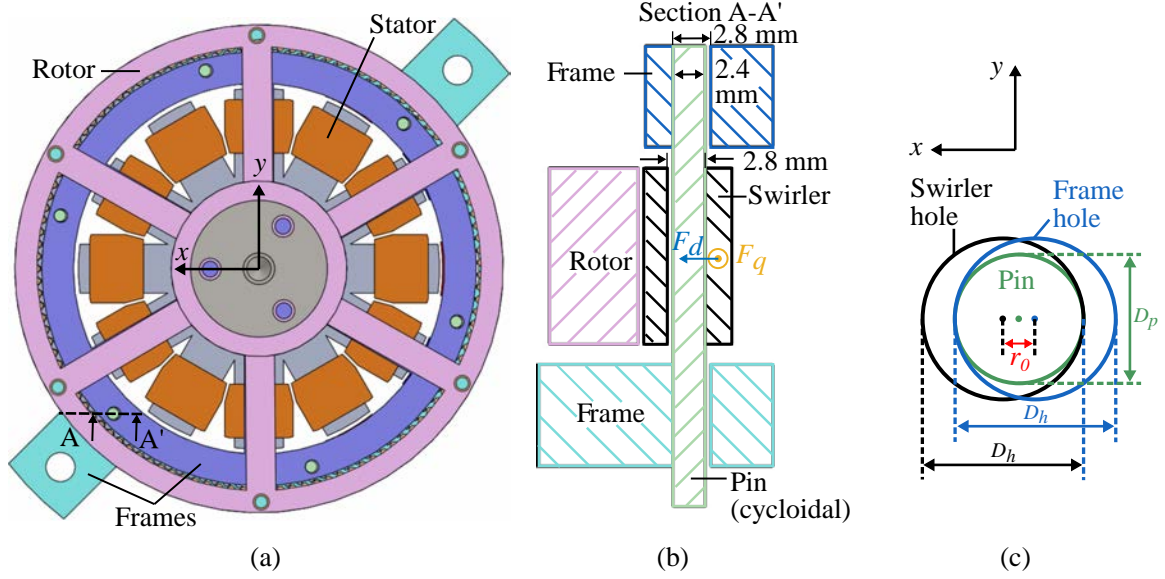 Stator
Rotor
y
x
A
A'
Frames
(a)
Section A-A'
2.8 mm
Frame
2.4
mm
2.8 mm
Swirler
F_d
F_q
Rotor
Frame
Pin
(cycloidal)
(b)
y
x
Swirler
hole
Frame
hole
Pin
D_p
r_0
D_h
D_h
(c)